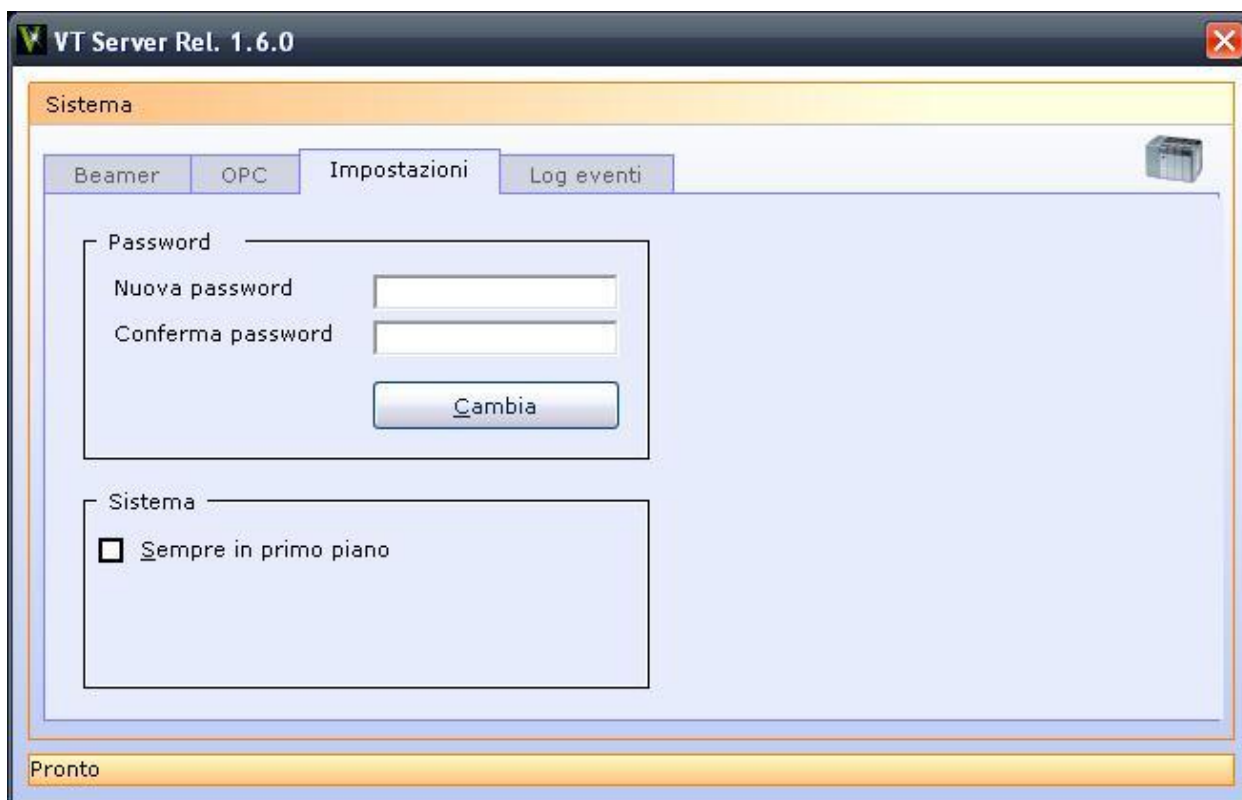 VT Server Rel. 1.6.0
Sistema
Beamer OPC Impostazioni Log eventi
Password
Nuova password
Conferma password
Cambia
Sistema
Sempre in primo piano
Pronto